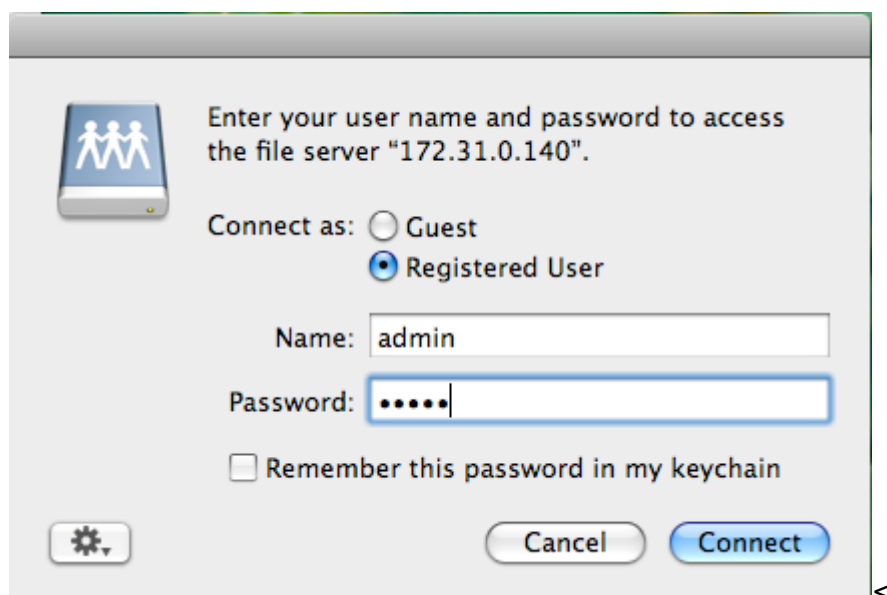 Enter your user name and password to access
the file server “172.31.0.140”.
Connect as: Guest
Registered User
Name: admin
Password: •••••
Remember this password in my keychain
Cancel Connect
<